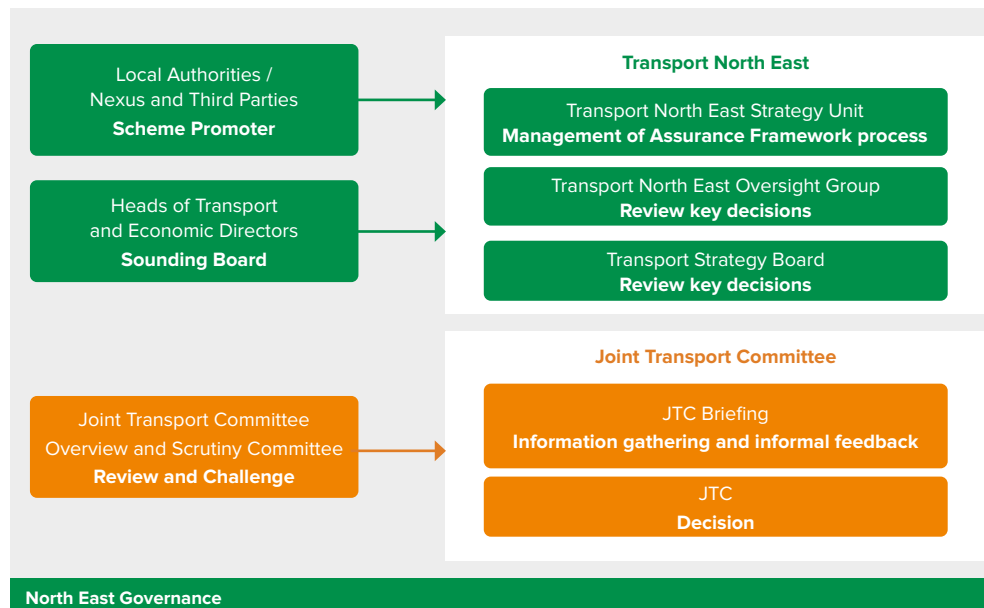 Local Authorities /
Nexus and Third Parties
Scheme Promoter
Heads of Transport
and Economic Directors
Sounding Board
Transport North East
Transport North East Strategy Unit
Management of Assurance Framework process
Transport North East Oversight Group
Review key decisions
Transport Strategy Board
Review key decisions
Joint Transport Committee
Overview and Scrutiny Committee
Review and Challenge
Joint Transport Committee
JTC Briefing
Information gathering and informal feedback
JTC
Decision
North East Governance